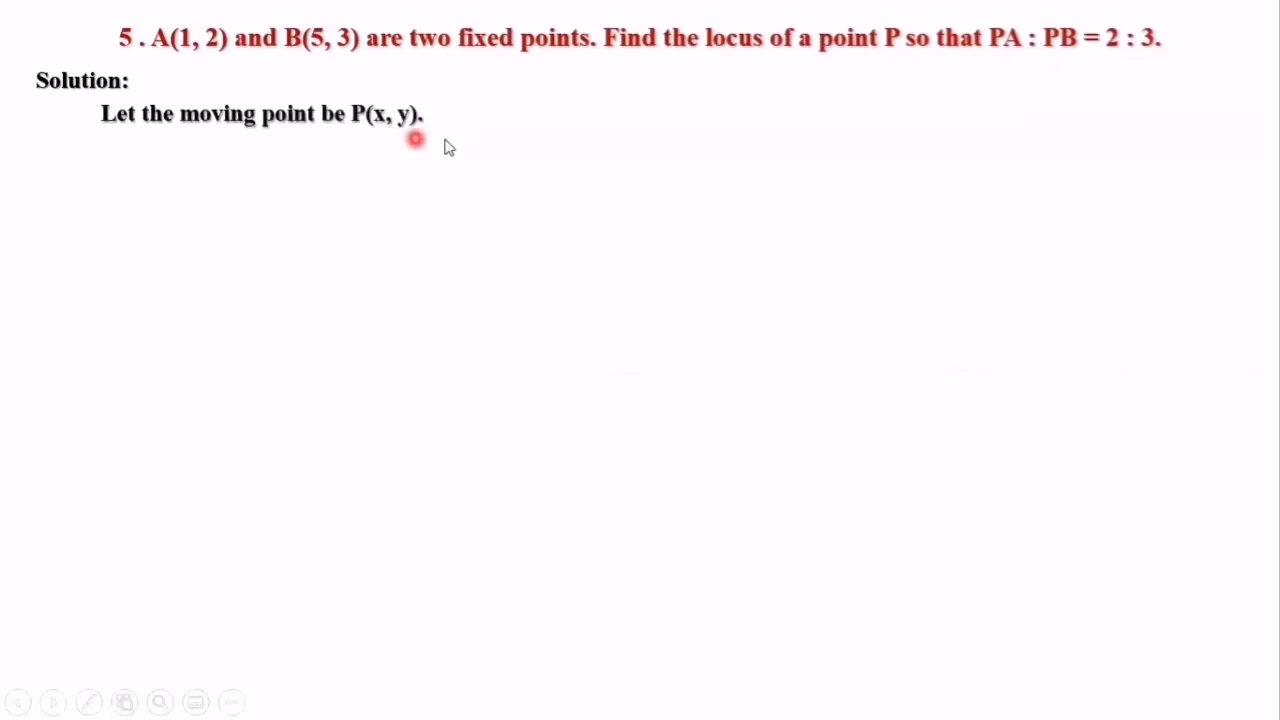 5 . A(1, 2) and B(5, 3) are two fixed points. Find the locus of a point P so that PA : PB = 2 : 3.
Solution:
Let the moving point be P(x, y).